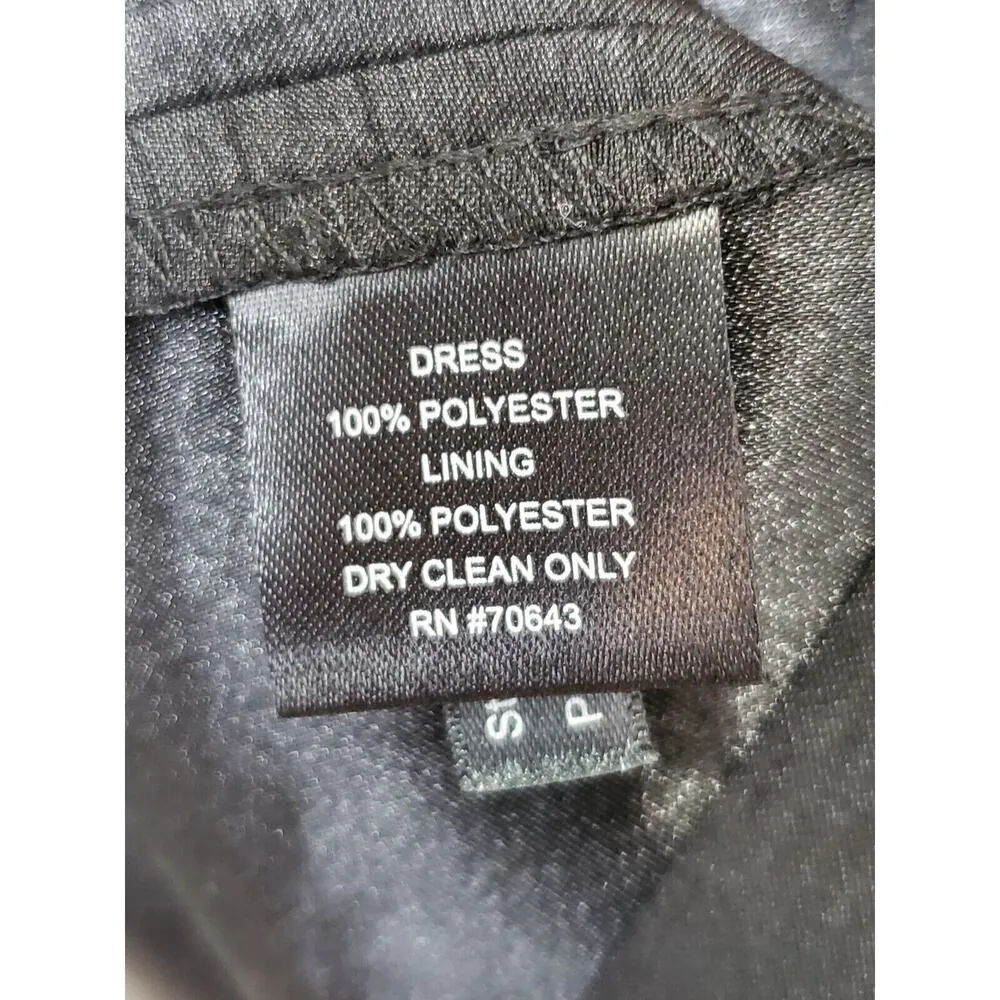 DRESS
100% POLYESTER
LINING
100% POLYESTER
DRY CLEAN ONLY
RN #70643
P